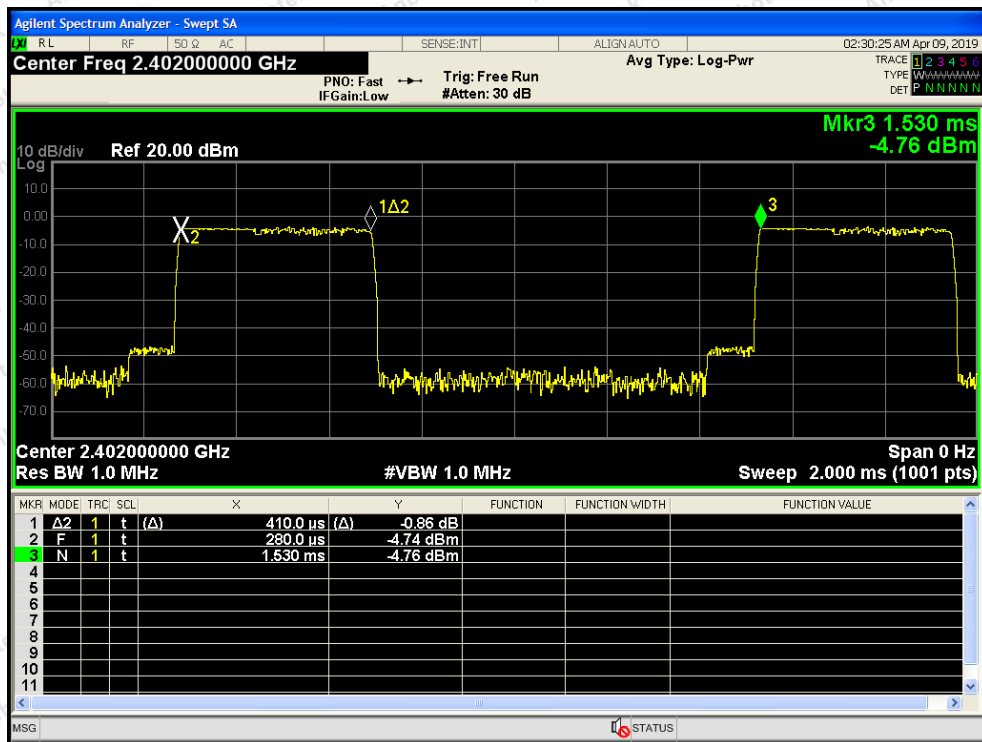 Agilent Spectrum Analyzer - Swept SA
LXI RL RF 50 Ω AC SENSE:INT ALIGN AUTO 02:30:25 AM Apr 09, 2019
Center Freq 2.402000000 GHz Avg Type: Log-Pwr TRACE 1 2 3 4 5 6
PNO: Fast Trig: Free Run TYPE WWWWWWW
IFGain:Low #Atten: 30 dB DET P N N N N N
Mkr3 1.530 ms
10 dB/div Ref 20.00 dBm -4.76 dBm
Log
10.0
1Δ2
3
0.00
2
-10.0
-20.0
-30.0
-40.0
-50.0
-60.0
-70.0
Center 2.402000000 GHz Span 0 Hz
Res BW 1.0 MHz #VBW 1.0 MHz Sweep 2.000 ms (1001 pts)
MKR MODE TRC SCL X Y FUNCTION FUNCTION WIDTH FUNCTION VALUE
1 Δ2 1 t (Δ) 410.0 µs (Δ) -0.86 dB
2 F 1 t 280.0 µs -4.74 dBm
3 N 1 t 1.530 ms -4.76 dBm
4
5
6
7
8
9
10
11
MSG STATUS